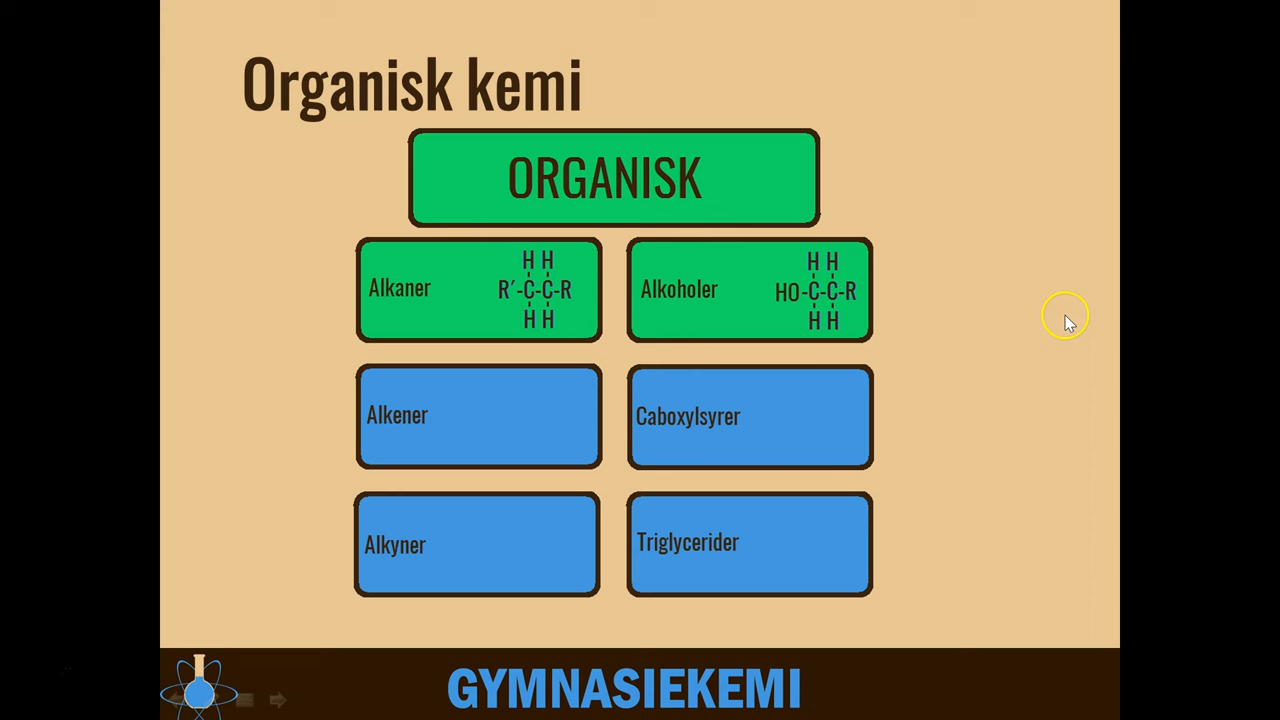 Organisk kemi
ORGANISK
Alkaner
H H
R´-C-C-R
H H
Alkoholer
H H
HO-C-C-R
H H
Alkener
Caboxylsyrer
Alkyner
Triglycerider
GYMNASIEKEMI